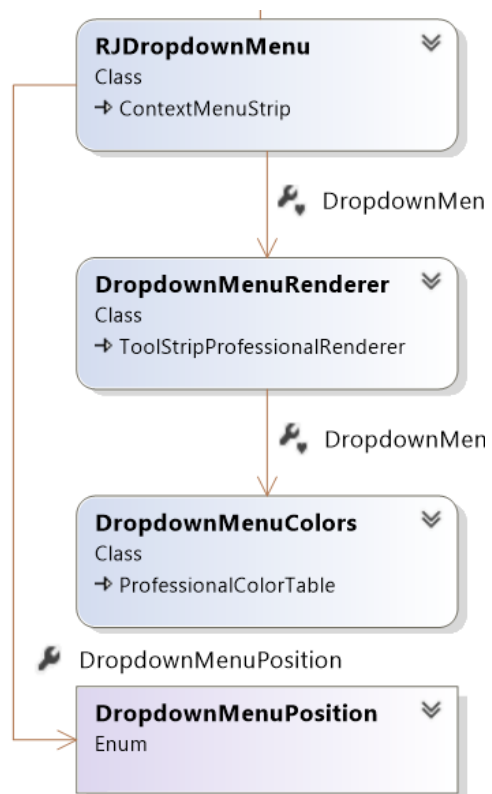 RJDropdownMenu
Class
ContextMenuStrip
DropdownMen
DropdownMenuRenderer
Class
ToolStripProfessionalRenderer
DropdownMen
DropdownMenuColors
Class
ProfessionalColorTable
DropdownMenuPosition
DropdownMenuPosition
Enum